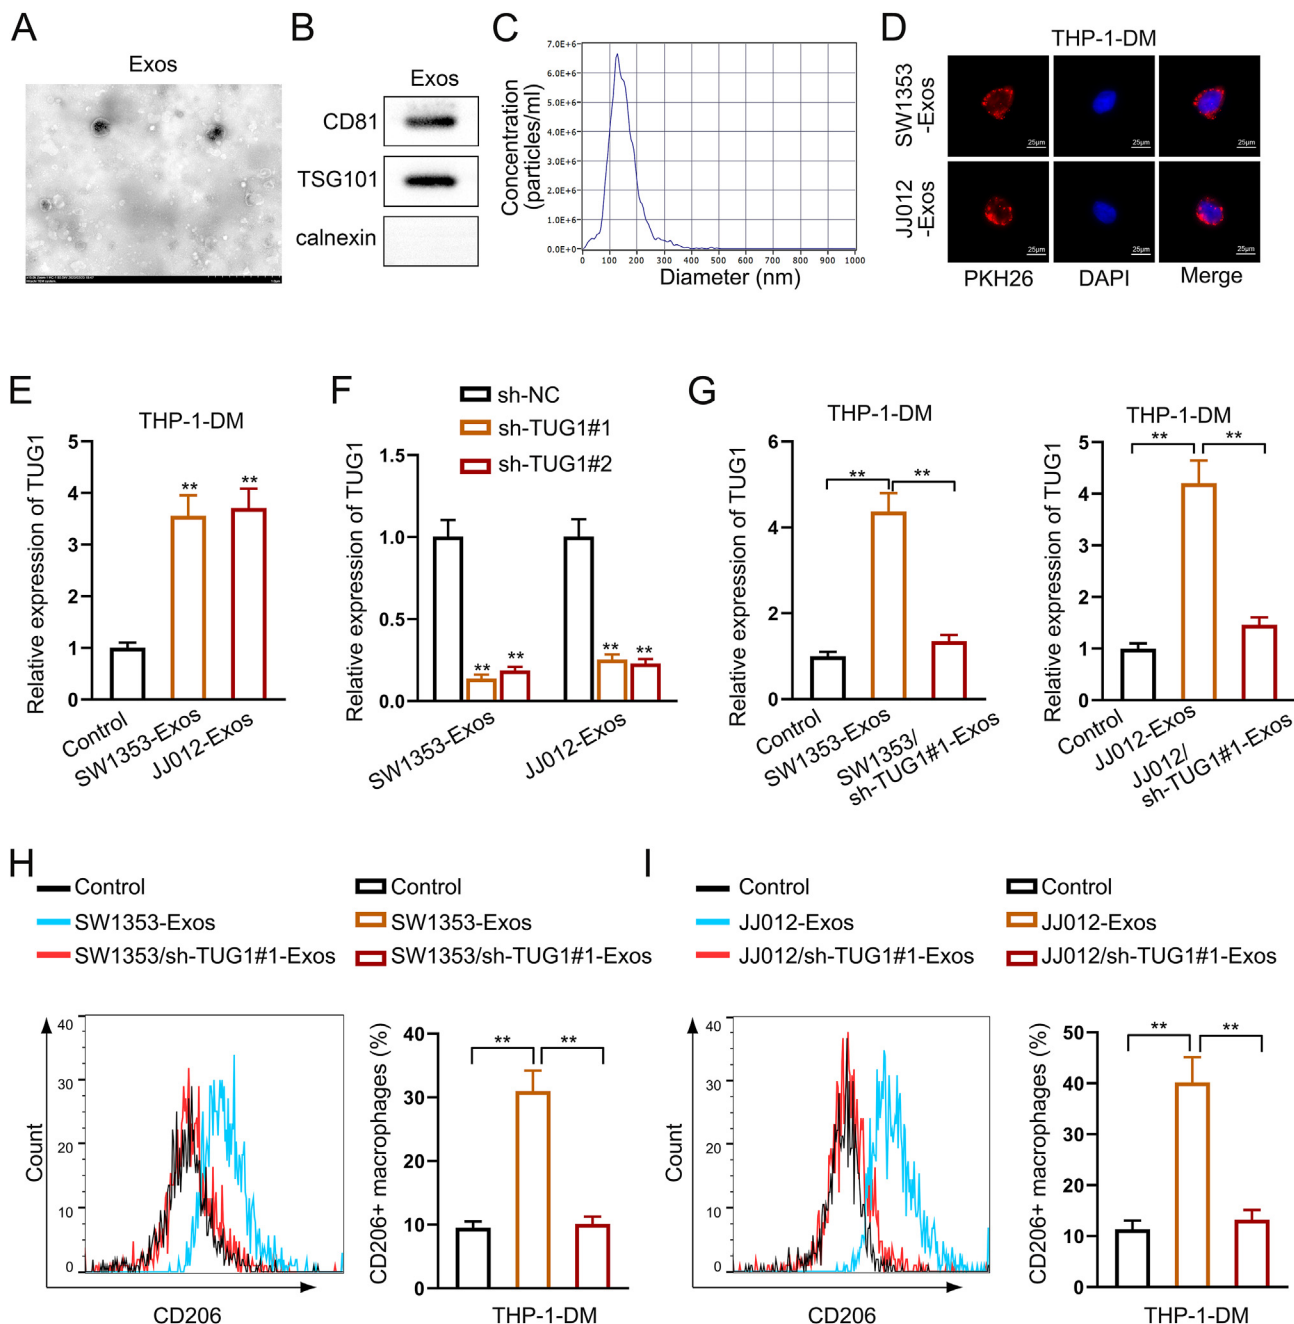 A
Exos
B
Exos
CD81
TSG101
calnexin
C
Concentration
(particles/ml)
7.0E+6
6.0E+6
5.0E+6
4.0E+6
3.0E+6
2.0E+6
1.0E+6
0.0E+0
0 100 200 300 400 500 600 700 800 900 1000
Diameter (nm)
D
THP-1-DM
SW1353
-Exos
25μm 25μm 25μm
JJ012
-Exos
25μm 25μm 25μm
PKH26 DAPI Merge
E
THP-1-DM
Relative expression of TUG1
5
4
3
2
1
0
** **
Control
SW1353-Exos
JJ012-Exos
F
sh-NC
sh-TUG1#1
sh-TUG1#2
Relative expression of TUG1
1.5
1.0
0.5
0.0
** ** ** **
SW1353-Exos
JJ012-Exos
G
THP-1-DM
Relative expression of TUG1
6
4
2
0
** **
Control
SW1353-Exos
SW1353/
sh-TUG1#1-Exos
THP-1-DM
Relative expression of TUG1
5
4
3
2
1
0
** **
Control
JJ012-Exos
JJ012/
sh-TUG1#1-Exos
H
Control
SW1353-Exos
SW1353/sh-TUG1#1-Exos
Control
SW1353-Exos
SW1353/sh-TUG1#1-Exos
Count
40
30
20
10
0
CD206
CD206+ macrophages (%)
40
30
20
10
0
** **
THP-1-DM
I
Control
JJ012-Exos
JJ012/sh-TUG1#1-Exos
Control
JJ012-Exos
JJ012/sh-TUG1#1-Exos
Count
40
30
20
10
0
CD206
CD206+ macrophages (%)
50
40
30
20
10
0
** **
THP-1-DM